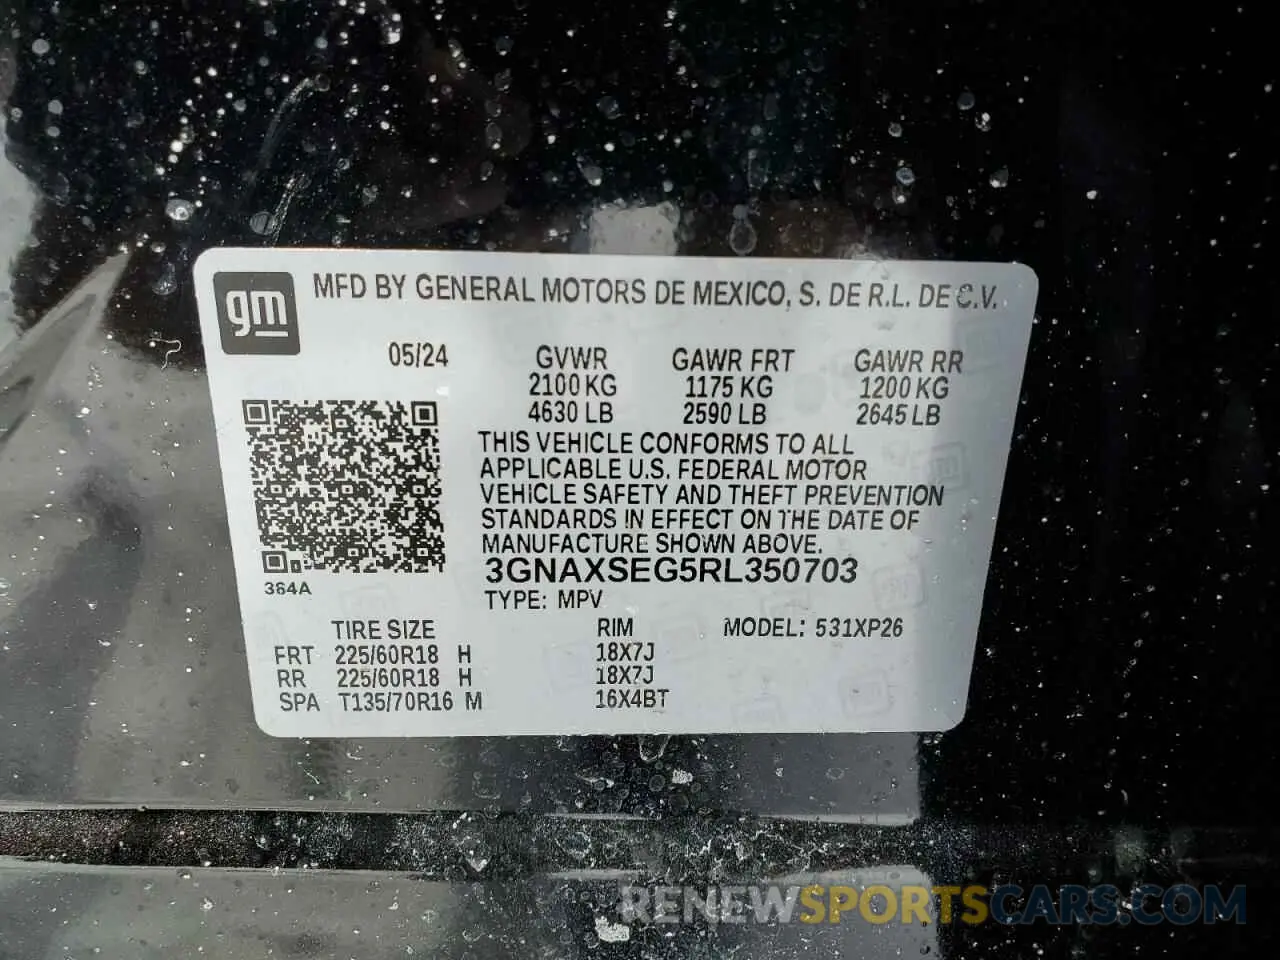 gm
MFD BY GENERAL MOTORS DE MEXICO, S. DE R.L. DE C.V.
05/24 GVWR GAWR FRT GAWR RR
2100 KG 1175 KG 1200 KG
4630 LB 2590 LB 2645 LB
THIS VEHICLE CONFORMS TO ALL
APPLICABLE U.S. FEDERAL MOTOR
VEHICLE SAFETY AND THEFT PREVENTION
STANDARDS IN EFFECT ON THE DATE OF
MANUFACTURE SHOWN ABOVE.
3GNAXSEG5RL350703
384A
TYPE: MPV
TIRE SIZE RIM MODEL: 531XP26
FRT 225/60R18 H 18X7J
RR 225/60R18 H 18X7J
SPA T135/70R16 M 16X4BT
RENEWSPORTSCARS.COM